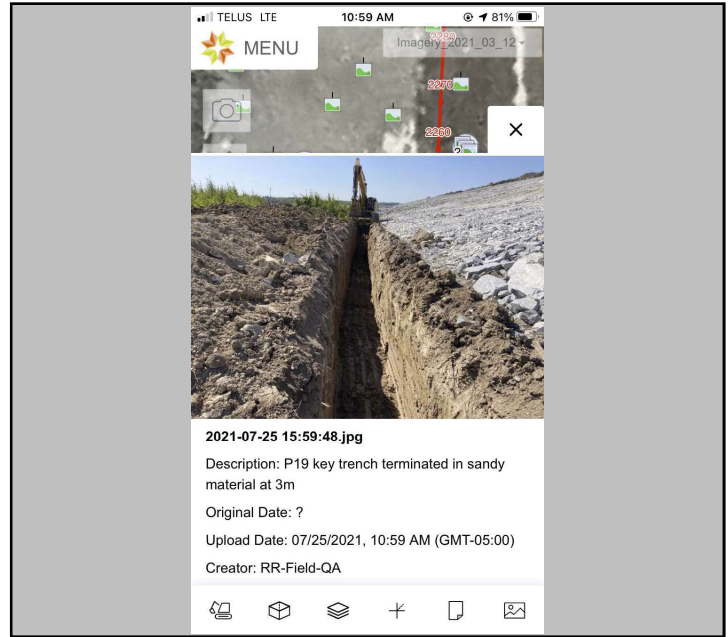 TELUS LTE 10:59 AM 81%
MENU
Imagery_2021_03_12
2280
2270
2260
2
2021-07-25 15:59:48.jpg
Description: P19 key trench terminated in sandy
material at 3m
Original Date: ?
Upload Date: 07/25/2021, 10:59 AM (GMT-05:00)
Creator: RR-Field-QA